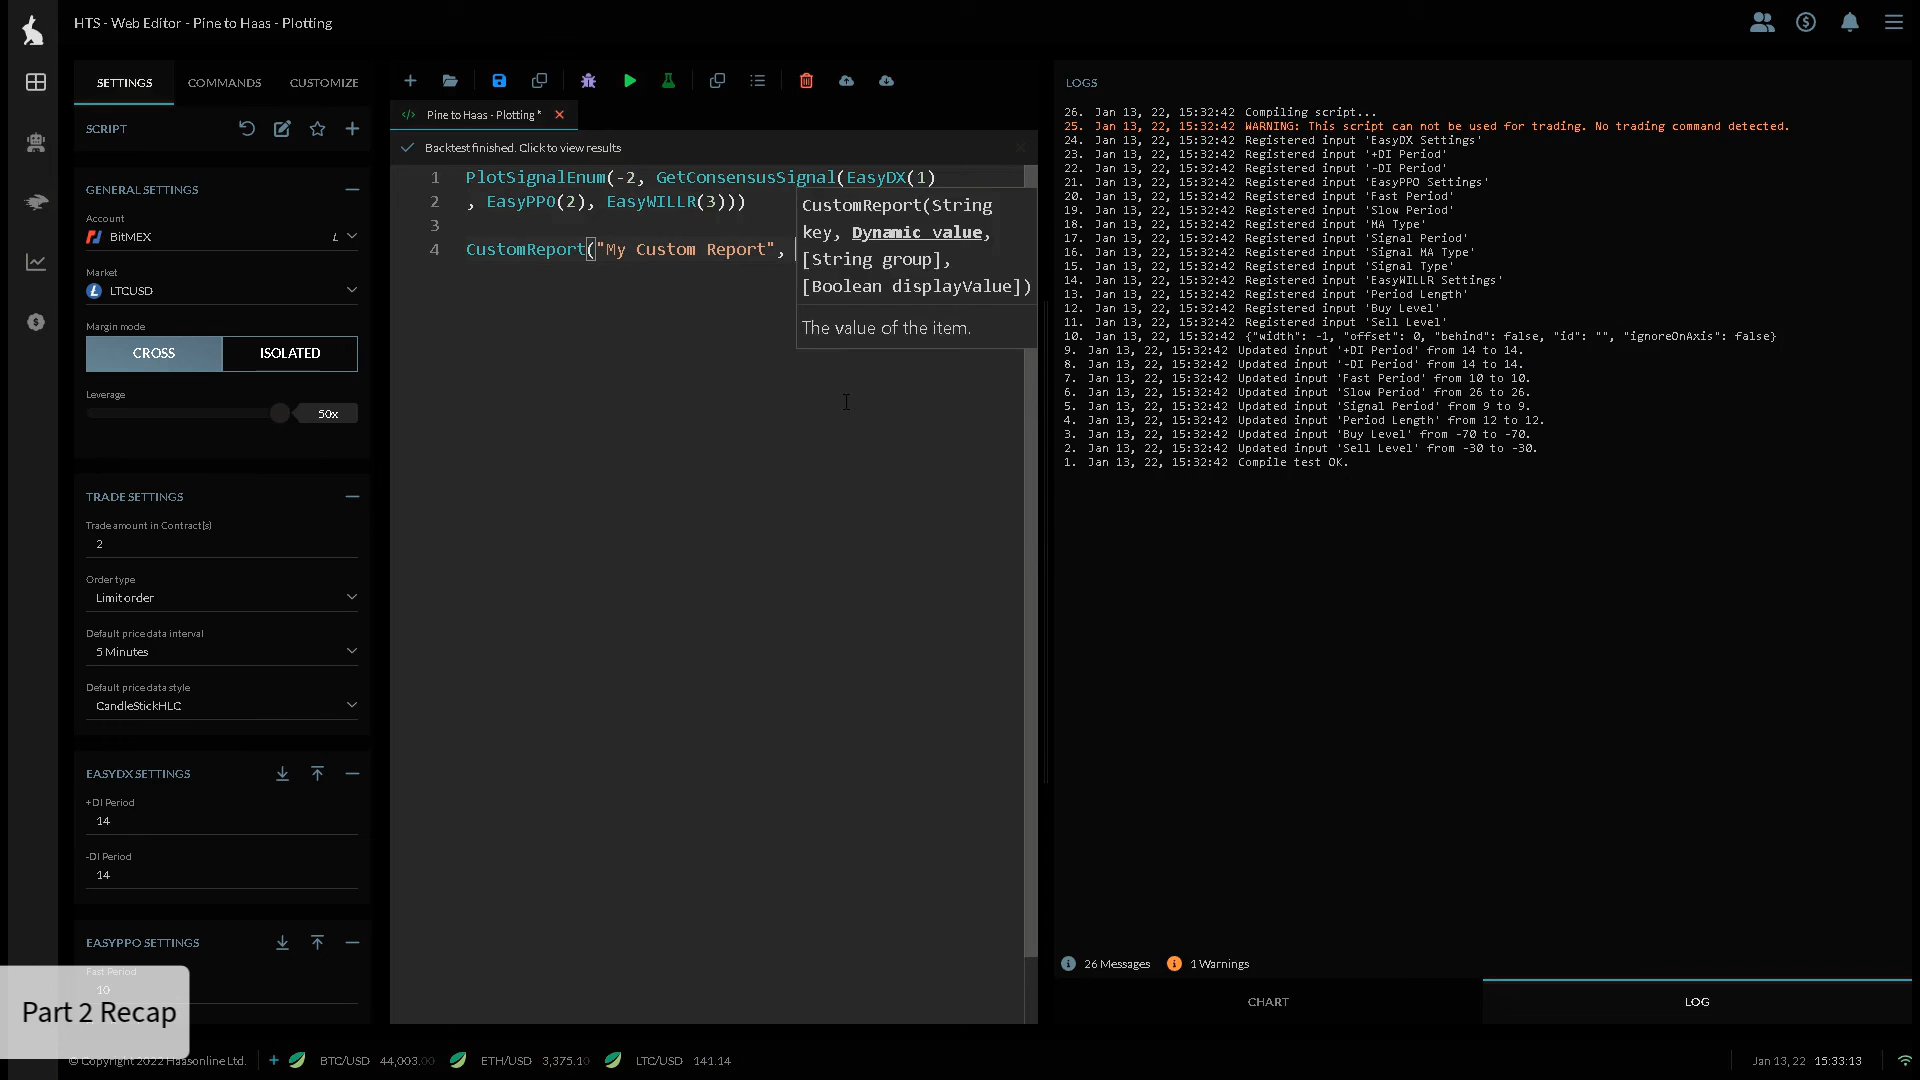 HTS - Web Editor - Pine to Haas - Plotting
SETTINGS
COMMANDS
CUSTOMIZE
SCRIPT
GENERAL SETTINGS
Account
BitMEX
L
Market
LTCUSD
Margin mode
CROSS
ISOLATED
Leverage
50x
TRADE SETTINGS
Trade amount in Contract[s]
2
Order type
Limit order
Default price data interval
5 Minutes
Default price data style
CandleStickHLC
EASYDX SETTINGS
+DI Period
14
-DI Period
14
EASYPPO SETTINGS
Fast Period
10
Part 2 Recap
Pine to Haas - Plotting *
Backtest finished. Click to view results
1 PlotSignalEnum(-2, GetConsensusSignal(EasyDX(1)
2 , EasyPPO(2), EasyWILLR(3)))
3
4 CustomReport("My Custom Report",
CustomReport(String
key, Dynamic value,
[String group],
[Boolean displayValue])
The value of the item.
LOGS
26. Jan 13, 22, 15:32:42 Compiling script...
25. Jan 13, 22, 15:32:42 WARNING: This script can not be used for trading. No trading command detected.
24. Jan 13, 22, 15:32:42 Registered input 'EasyDX Settings'
23. Jan 13, 22, 15:32:42 Registered input '+DI Period'
22. Jan 13, 22, 15:32:42 Registered input '-DI Period'
21. Jan 13, 22, 15:32:42 Registered input 'EasyPPO Settings'
20. Jan 13, 22, 15:32:42 Registered input 'Fast Period'
19. Jan 13, 22, 15:32:42 Registered input 'Slow Period'
18. Jan 13, 22, 15:32:42 Registered input 'MA Type'
17. Jan 13, 22, 15:32:42 Registered input 'Signal Period'
16. Jan 13, 22, 15:32:42 Registered input 'Signal MA Type'
15. Jan 13, 22, 15:32:42 Registered input 'Signal Type'
14. Jan 13, 22, 15:32:42 Registered input 'EasyWILLR Settings'
13. Jan 13, 22, 15:32:42 Registered input 'Period Length'
12. Jan 13, 22, 15:32:42 Registered input 'Buy Level'
11. Jan 13, 22, 15:32:42 Registered input 'Sell Level'
10. Jan 13, 22, 15:32:42 {"width": -1, "offset": 0, "behind": false, "id": "", "ignoreOnAxis": false}
9. Jan 13, 22, 15:32:42 Updated input '+DI Period' from 14 to 14.
8. Jan 13, 22, 15:32:42 Updated input '-DI Period' from 14 to 14.
7. Jan 13, 22, 15:32:42 Updated input 'Fast Period' from 10 to 10.
6. Jan 13, 22, 15:32:42 Updated input 'Slow Period' from 26 to 26.
5. Jan 13, 22, 15:32:42 Updated input 'Signal Period' from 9 to 9.
4. Jan 13, 22, 15:32:42 Updated input 'Period Length' from 12 to 12.
3. Jan 13, 22, 15:32:42 Updated input 'Buy Level' from -70 to -70.
2. Jan 13, 22, 15:32:42 Updated input 'Sell Level' from -30 to -30.
1. Jan 13, 22, 15:32:42 Compile test OK.
26 Messages
1 Warnings
CHART
LOG
© Copyright 2022 Haasonline Ltd.
BTC/USD 44,003.00
ETH/USD 3,375.10
LTC/USD 141.14
Jan 13, 22 15:33:13